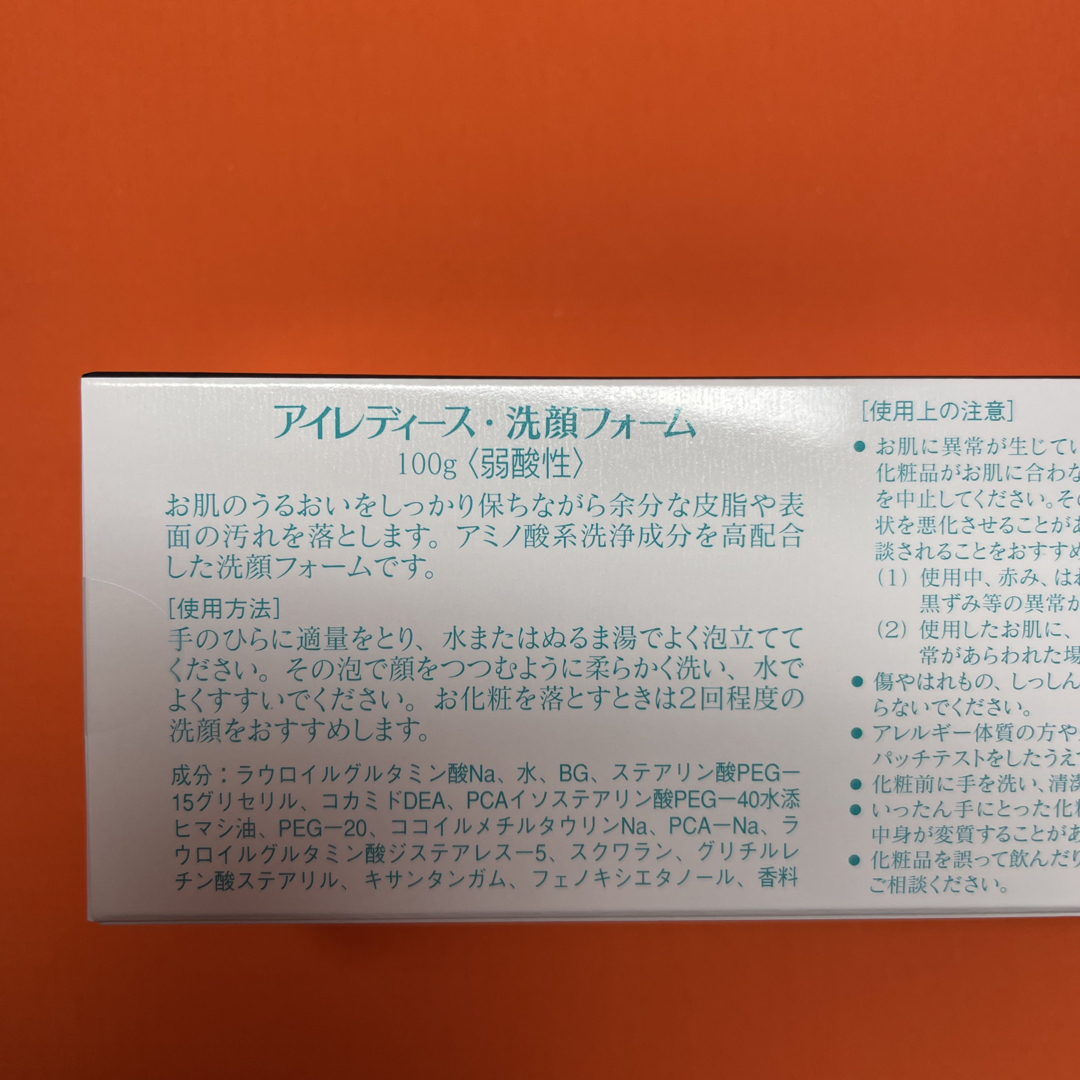 アイレディース・洗顔フォーム
100g〈弱酸性〉
お肌のうるおいをしっかり保ちながら余分な皮脂や表
面の汚れを落とします。アミノ酸系洗浄成分を高配合
した洗顔フォームです。
[使用方法]
手のひらに適量をとり、水またはぬるま湯でよく泡立てて
ください。その泡で顔をつつむように柔らかく洗い、水で
よくすすいでください。お化粧を落とすときは2回程度の
洗顔をおすすめします。
成分：ラウロイルグルタミン酸Na、水、BG、ステアリン酸PEGー
15グリセリル、コカミドDEA、PCAイソステアリン酸PEGー40水添
ヒマシ油、PEGー20、ココイルメチルタウリンNa、PCAーNa、ラ
ウロイルグルタミン酸ジステアレスー5、スクワラン、グリチルレ
チン酸ステアリル、キサンタンガム、フェノキシエタノール、香料
[使用上の注意]
● お肌に異常が生じてい
化粧品がお肌に合わな
を中止してください。そ
状を悪化させることがあ
談されることをおすすめ
(1) 使用中、赤み、はれ
黒ずみ等の異常が
(2) 使用したお肌に、
常があらわれた場
● 傷やはれもの、しっしん
らないでください。
● アレルギー体質の方や
パッチテストをしたうえ
● 化粧前に手を洗い、清潔
● いったん手にとった化粧
中身が変質することがあ
● 化粧品を誤って飲んだり
ご相談ください。